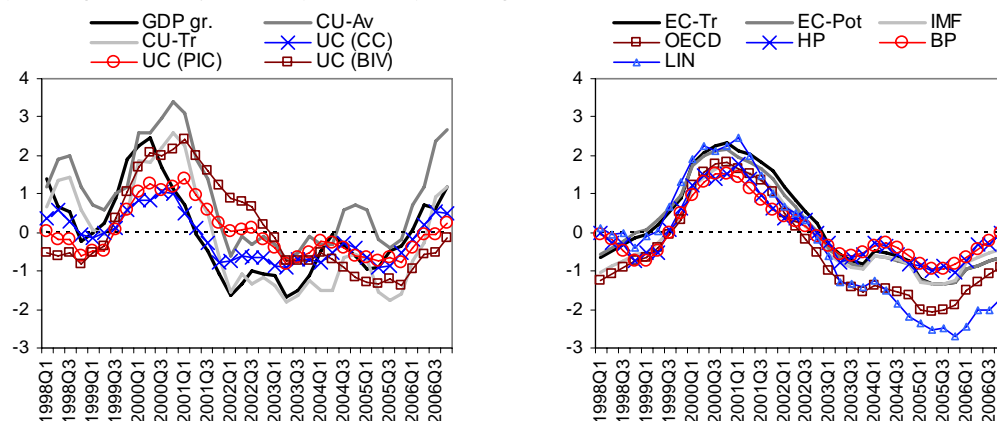 GDP gr. CU-Av
CU-Tr UC (CC)
UC (PIC) UC (BIV)
4
3
2
1
0
-1
-2
-3
1998Q1
1998Q3
1999Q1
1999Q3
2000Q1
2000Q3
2001Q1
2001Q3
2002Q1
2002Q3
2003Q1
2003Q3
2004Q1
2004Q3
2005Q1
2005Q3
2006Q1
2006Q3
EC-Tr EC-Pot IMF
OECD HP BP
LIN
4
3
2
1
0
-1
-2
-3
1998Q1
1998Q3
1999Q1
1999Q3
2000Q1
2000Q3
2001Q1
2001Q3
2002Q1
2002Q3
2003Q1
2003Q3
2004Q1
2004Q3
2005Q1
2005Q3
2006Q1
2006Q3